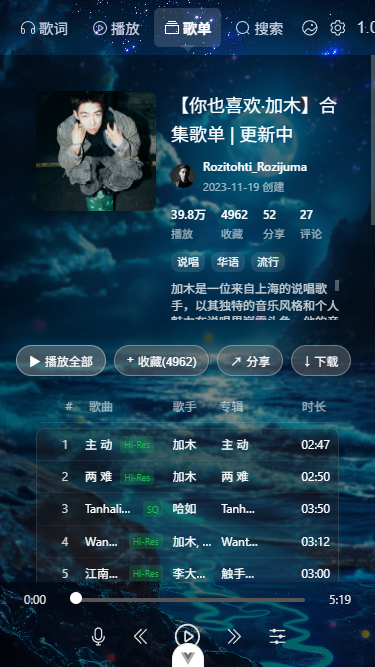 歌词 播放 歌单 搜索 1.0
【你也喜欢·加木】合
集歌单 | 更新中
Rozitohti_Rozijuma
2023-11-19 创建
39.8万 4962 52 27
播放 收藏 分享 评论
说唱 华语 流行
加木是一位来自上海的说唱歌
手，以其独特的音乐风格和个人
▶ 播放全部 + 收藏(4962) ↗ 分享 ↓ 下载
# 歌曲 歌手 专辑 时长
1 主 动 Hi-Res 加木 主 动 02:47
2 两 难 Hi-Res 加木 两 难 02:50
3 Tanhali... SQ 哈如 Tanh... 03:50
4 Wan... Hi-Res 加木, ... Want... 03:12
5 江南... Hi-Res 李大... 触手... 03:00
0:00 5:19